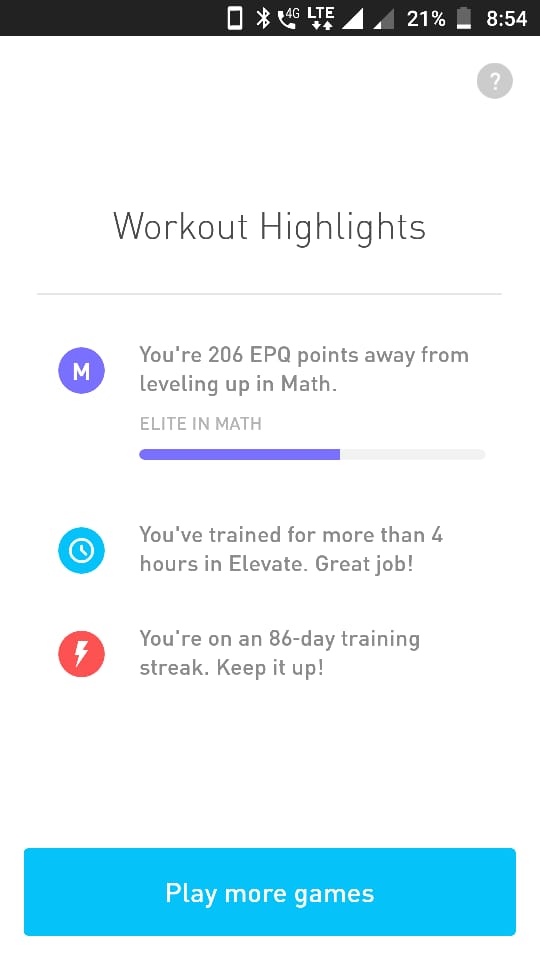 4G LTE 21% 8:54
?
Workout Highlights
M
You're 206 EPQ points away from
leveling up in Math.
ELITE IN MATH
You've trained for more than 4
hours in Elevate. Great job!
You're on an 86-day training
streak. Keep it up!
Play more games